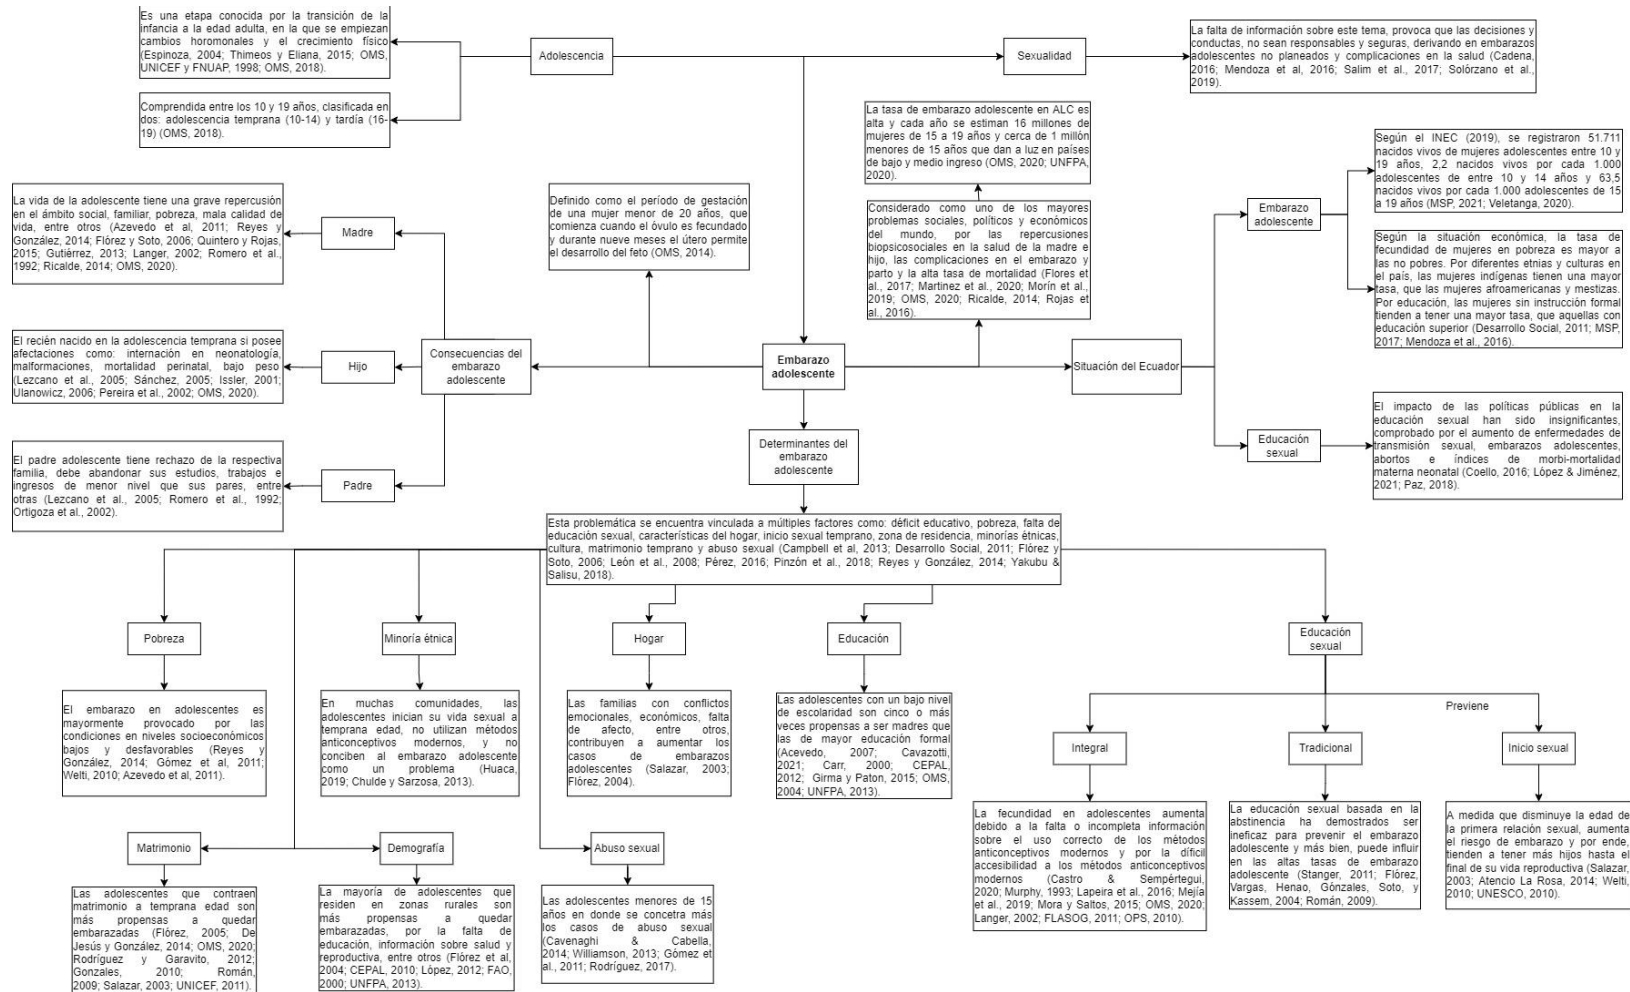 Es una etapa conocida por la transición de la
infancia a la edad adulta, en la que se empiezan
cambios horomonales y el crecimiento físico
(Espinoza, 2004; Thimeos y Eliana, 2015; OMS,
UNICEF y FNUAP, 1998; OMS, 2018).
Adolescencia
Sexualidad
La falta de información sobre este tema, provoca que las decisiones y
conductas, no sean responsables y seguras, derivando en embarazos
adolescentes no planeados y complicaciones en la salud (Cadena,
2016; Mendoza et al, 2016; Salim et al., 2017; Solórzano et al.,
2019).
Comprendida entre los 10 y 19 años, clasificada en
dos: adolescencia temprana (10-14) y tardía (16-
19) (OMS, 2018).
La tasa de embarazo adolescente en ALC es
alta y cada año se estiman 16 millones de
mujeres de 15 a 19 años y cerca de 1 millón
menores de 15 años que dan a luz en países
de bajo y medio ingreso (OMS, 2020; UNFPA,
2020).
Según el INEC (2019), se registraron 51.711
nacidos vivos de mujeres adolescentes entre 10 y
19 años, 2,2 nacidos vivos por cada 1.000
adolescentes de entre 10 y 14 años y 63,5
nacidos vivos por cada 1.000 adolescentes de 15
a 19 años (MSP, 2021; Veletanga, 2020).
La vida de la adolescente tiene una grave repercusión
en el ámbito social, familiar, pobreza, mala calidad de
vida, entre otros (Azevedo et al, 2011; Reyes y
González, 2014; Flórez y Soto, 2006; Quintero y Rojas,
2015; Gutiérrez, 2013; Langer, 2002; Romero et al.,
1992; Ricalde, 2014; OMS, 2020).
Madre
Definido como el período de gestación
de una mujer menor de 20 años, que
comienza cuando el óvulo es fecundado
y durante nueve meses el útero permite
el desarrollo del feto (OMS, 2014).
Considerado como uno de los mayores
problemas sociales, políticos y económicos
del mundo, por las repercusiones
biopsicosociales en la salud de la madre e
hijo, las complicaciones en el embarazo y
parto y la alta tasa de mortalidad (Flores et
al., 2017; Martinez et al., 2020; Morín et al.,
2019; OMS, 2020; Ricalde, 2014; Rojas et
al., 2016).
Embarazo
adolescente
Según la situación económica, la tasa de
fecundidad de mujeres en pobreza es mayor a
las no pobres. Por diferentes etnias y culturas en
el país, las mujeres indígenas tienen una mayor
tasa, que las mujeres afroamericanas y mestizas.
Por educación, las mujeres sin instrucción formal
tienden a tener una mayor tasa, que aquellas con
educación superior (Desarrollo Social, 2011; MSP,
2017; Mendoza et al., 2016).
El recién nacido en la adolescencia temprana si posee
afectaciones como: internación en neonatología,
malformaciones, mortalidad perinatal, bajo peso
(Lezcano et al., 2005; Sánchez, 2005; Issler, 2001;
Ulanowicz, 2006; Pereira et al., 2002; OMS, 2020).
Hijo
Consecuencias del
embarazo
adolescente
Embarazo
adolescente
Situación del Ecuador
El padre adolescente tiene rechazo de la respectiva
familia, debe abandonar sus estudios, trabajos e
ingresos de menor nivel que sus pares, entre
otras (Lezcano et al., 2005; Romero et al., 1992;
Ortigoza et al., 2002).
Padre
Determinantes del
embarazo
adolescente
Educación
sexual
El impacto de las políticas públicas en la
educación sexual han sido insignificantes,
comprobado por el aumento de enfermedades de
transmisión sexual, embarazos adolescentes,
abortos e índices de morbi-mortalidad
materna neonatal (Coello, 2016; López & Jiménez,
2021; Paz, 2018).
Esta problemática se encuentra vinculada a múltiples factores como: déficit educativo, pobreza, falta de
educación sexual, características del hogar, inicio sexual temprano, zona de residencia, minorías étnicas,
cultura, matrimonio temprano y abuso sexual (Campbell et al, 2013; Desarrollo Social, 2011; Flórez y
Soto, 2006; León et al., 2008; Pérez, 2016; Pinzón et al., 2018; Reyes y González, 2014; Yakubu &
Salisu, 2018).
Pobreza
Minoría étnica
Hogar
Educación
Educación
sexual
El embarazo en adolescentes es
mayormente provocado por las
condiciones en niveles socioeconómicos
bajos y desfavorables (Reyes y
González, 2014; Gómez et al, 2011;
Welti, 2010; Azevedo et al, 2011).
En muchas comunidades, las
adolescentes inician su vida sexual a
temprana edad, no utilizan métodos
anticonceptivos modernos, y no
conciben al embarazo adolescente
como un problema (Huaca,
2019; Chulde y Sarzosa, 2013).
Las familias con conflictos
emocionales, económicos, falta
de afecto, entre otros,
contribuyen a aumentar los
casos de embarazos
adolescentes (Salazar, 2003;
Flórez, 2004).
Las adolescentes con un bajo nivel
de escolaridad son cinco o más
veces propensas a ser madres que
las de mayor educación formal
(Acevedo, 2007; Cavazotti,
2021; Carr, 2000; CEPAL,
2012; Girma y Paton, 2015; OMS,
2004; UNFPA, 2013).
Previene
Integral
Tradicional
Inicio sexual
La fecundidad en adolescentes aumenta
debido a la falta o incompleta información
sobre el uso correcto de los métodos
anticonceptivos modernos y por la díficil
accesibilidad a los métodos anticonceptivos
modernos (Castro & Sempértegui,
2020; Murphy, 1993; Lapeira et al., 2016; Mejía
et al., 2019; Mora y Saltos, 2015; OMS, 2020;
Langer, 2002; FLASOG, 2011; OPS, 2010).
La educación sexual basada en la
abstinencia ha demostrados ser
ineficaz para prevenir el embarazo
adolescente y más bien, puede influir
en las altas tasas de embarazo
adolescente (Stanger, 2011; Flórez,
Vargas, Henao, Gónzales, Soto, y
Kassem, 2004; Román, 2009).
A medida que disminuye la edad de
la primera relación sexual, aumenta
el riesgo de embarazo y por ende,
tienden a tener más hijos hasta el
final de su vida reproductiva (Salazar,
2003; Atencio La Rosa, 2014; Welti,
2010; UNESCO, 2010).
Matrimonio
Demografía
Abuso sexual
Las adolescentes que contraen
matrimonio a temprana edad son
más propensas a quedar
embarazadas (Flórez, 2005; De
Jesús y González, 2014; OMS, 2020;
Rodríguez y Garavito, 2012;
Gonzales, 2010; Román,
2009; Salazar, 2003; UNICEF, 2011).
La mayoría de adolescentes que
residen en zonas rurales son
más propensas a quedar
embarazadas, por la falta de
educación, información sobre salud y
reproductiva, entre otros (Flórez et al,
2004; CEPAL, 2010; López, 2012; FAO,
2000; UNFPA, 2013).
Las adolescentes menores de 15
años en donde se concetra más
los casos de abuso sexual
(Cavenaghi & Cabella,
2014; Williamson, 2013; Gómez et
al., 2011; Rodríguez, 2017).